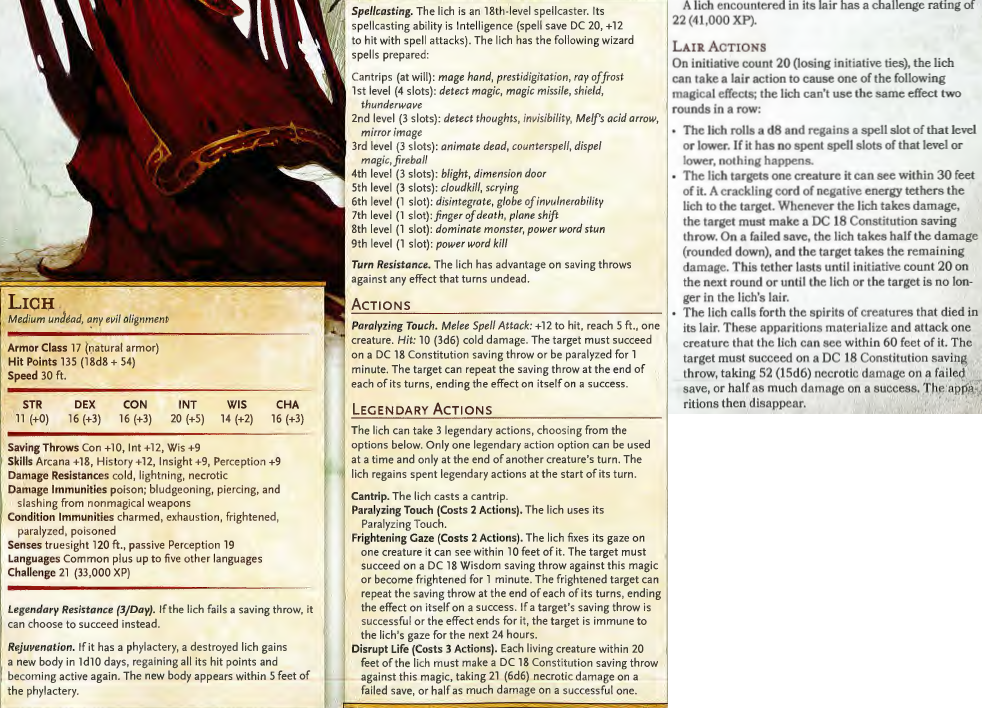 LICH
Medium undead, any evil alignment
Armor Class 17 (natural armor)
Hit Points 135 (18d8 + 54)
Speed 30 ft.
STR DEX CON INT WIS CHA
11 (+0) 16 (+3) 16 (+3) 20 (+5) 14 (+2) 16 (+3)
Saving Throws Con +10, Int +12, Wis +9
Skills Arcana +18, History +12, Insight +9, Perception +9
Damage Resistances cold, lightning, necrotic
Damage Immunities poison; bludgeoning, piercing, and
slashing from nonmagical weapons
Condition Immunities charmed, exhaustion, frightened,
paralyzed, poisoned
Senses truesight 120 ft., passive Perception 19
Languages Common plus up to five other languages
Challenge 21 (33,000 XP)
Legendary Resistance (3/Day). If the lich fails a saving throw, it
can choose to succeed instead.
Rejuvenation. If it has a phylactery, a destroyed lich gains
a new body in 1d10 days, regaining all its hit points and
becoming active again. The new body appears within 5 feet of
the phylactery.
Spellcasting. The lich is an 18th-level spellcaster. Its
spellcasting ability is Intelligence (spell save DC 20, +12
to hit with spell attacks). The lich has the following wizard
spells prepared:
Cantrips (at will): mage hand, prestidigitation, ray of frost
1st level (4 slots): detect magic, magic missile, shield,
thunderwave
2nd level (3 slots): detect thoughts, invisibility, Melf's acid arrow,
mirror image
3rd level (3 slots): animate dead, counterspell, dispel
magic, fireball
4th level (3 slots): blight, dimension door
5th level (3 slots): cloudkill, scrying
6th level (1 slot): disintegrate, globe of invulnerability
7th level (1 slot): finger of death, plane shift
8th level (1 slot): dominate monster, power word stun
9th level (1 slot): power word kill
Turn Resistance. The lich has advantage on saving throws
against any effect that turns undead.
ACTIONS
Paralyzing Touch. Melee Spell Attack: +12 to hit, reach 5 ft., one
creature. Hit: 10 (3d6) cold damage. The target must succeed
on a DC 18 Constitution saving throw or be paralyzed for 1
minute. The target can repeat the saving throw at the end of
each of its turns, ending the effect on itself on a success.
LEGENDARY ACTIONS
The lich can take 3 legendary actions, choosing from the
options below. Only one legendary action option can be used
at a time and only at the end of another creature's turn. The
lich regains spent legendary actions at the start of its turn.
Cantrip. The lich casts a cantrip.
Paralyzing Touch (Costs 2 Actions). The lich uses its
Paralyzing Touch.
Frightening Gaze (Costs 2 Actions). The lich fixes its gaze on
one creature it can see within 10 feet of it. The target must
succeed on a DC 18 Wisdom saving throw against this magic
or become frightened for 1 minute. The frightened target can
repeat the saving throw at the end of each of its turns, ending
the effect on itself on a success. If a target's saving throw is
successful or the effect ends for it, the target is immune to
the lich's gaze for the next 24 hours.
Disrupt Life (Costs 3 Actions). Each living creature within 20
feet of the lich must make a DC 18 Constitution saving throw
against this magic, taking 21 (6d6) necrotic damage on a
failed save, or half as much damage on a successful one.
A lich encountered in its lair has a challenge rating of
22 (41,000 XP).
LAIR ACTIONS
On initiative count 20 (losing initiative ties), the lich
can take a lair action to cause one of the following
magical effects; the lich can't use the same effect two
rounds in a row:
• The lich rolls a d8 and regains a spell slot of that level
or lower. If it has no spent spell slots of that level or
lower, nothing happens.
• The lich targets one creature it can see within 30 feet
of it. A crackling cord of negative energy tethers the
lich to the target. Whenever the lich takes damage,
the target must make a DC 18 Constitution saving
throw. On a failed save, the lich takes half the damage
(rounded down), and the target takes the remaining
damage. This tether lasts until initiative count 20 on
the next round or until the lich or the target is no lon-
ger in the lich's lair.
• The lich calls forth the spirits of creatures that died in
its lair. These apparitions materialize and attack one
creature that the lich can see within 60 feet of it. The
target must succeed on a DC 18 Constitution saving
throw, taking 52 (15d6) necrotic damage on a failed
save, or half as much damage on a success. The appa-
ritions then disappear.